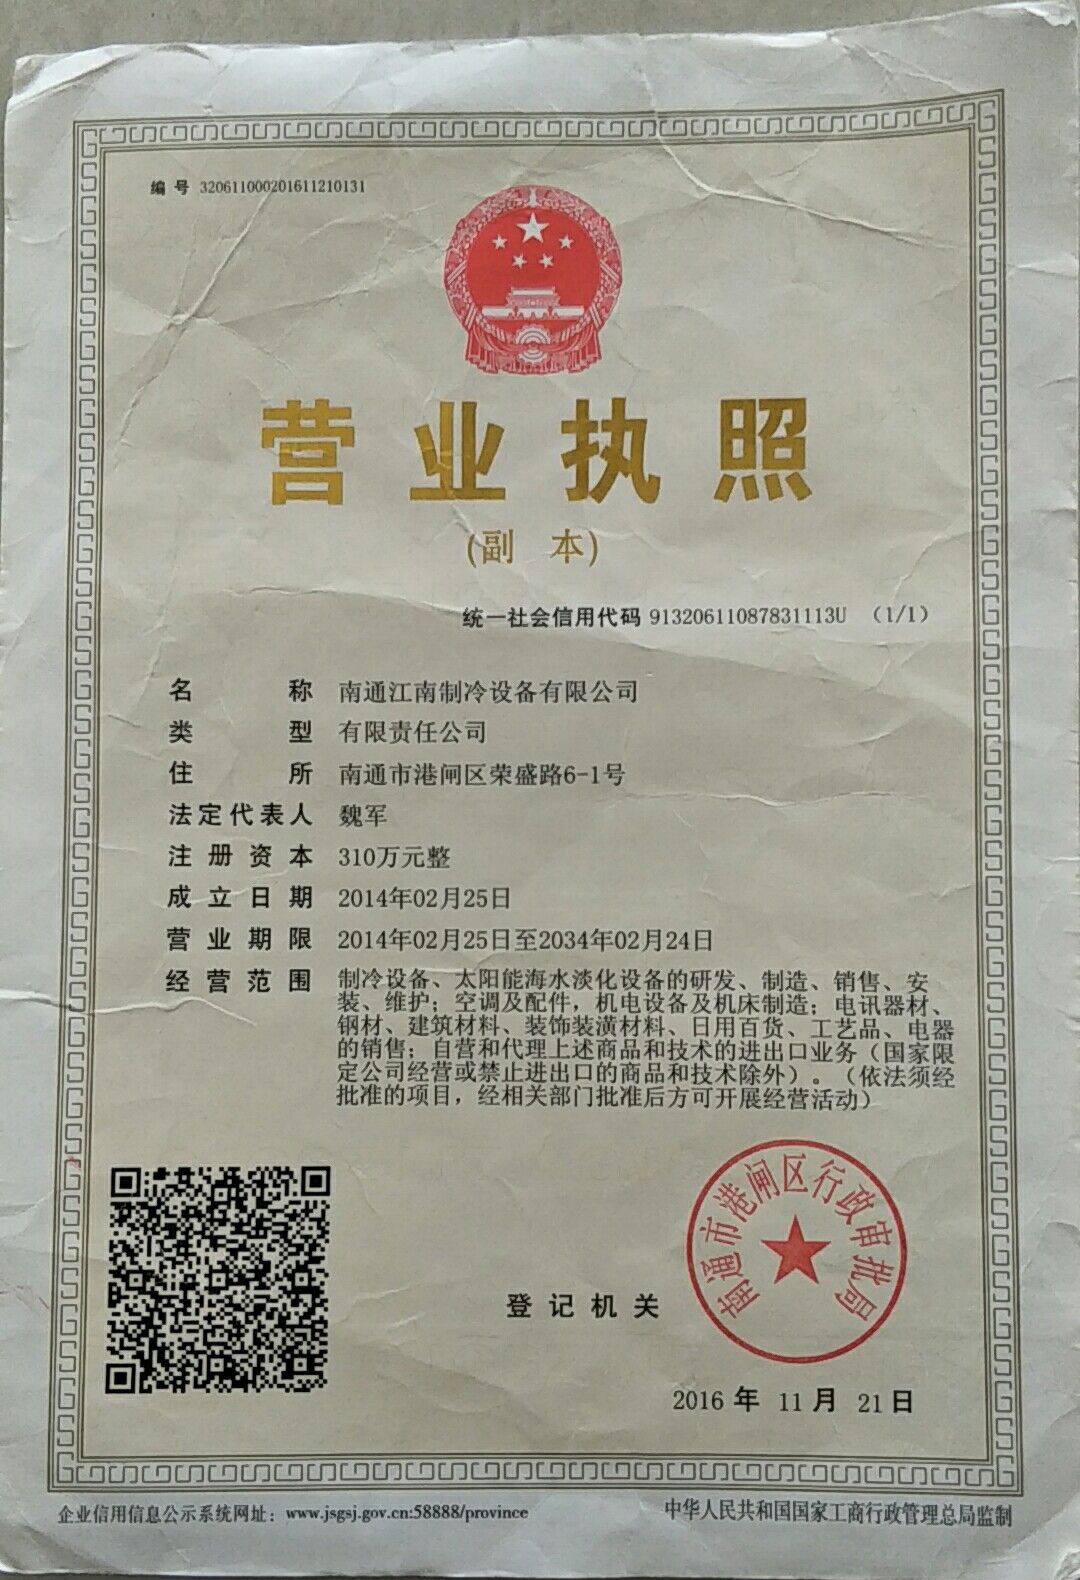 编 号 320611000201611210131
营业执照
(副 本)
统一社会信用代码 91320611087831113U （1/1）
名 称 南通江南制冷设备有限公司
类 型 有限责任公司
住 所 南通市港闸区荣盛路6-1号
法定代表人 魏军
注册资本 310万元整
成立日期 2014年02月25日
营业期限 2014年02月25日至2034年02月24日
经营范围 制冷设备、太阳能海水淡化设备的研发、制造、销售、安
装、维护；空调及配件，机电设备及机床制造；电讯器材、
钢材、建筑材料、装饰装潢材料、日用百货、工艺品、电器
的销售；自营和代理上述商品和技术的进出口业务（国家限
定公司经营或禁止进出口的商品和技术除外）。（依法须经
批准的项目，经相关部门批准后方可开展经营活动）
南通市港闸区行政审批局
登记机关
2016 年 11 月 21 日
企业信用信息公示系统网址：www.jsgsj.gov.cn:58888/province
中华人民共和国国家工商行政管理总局监制